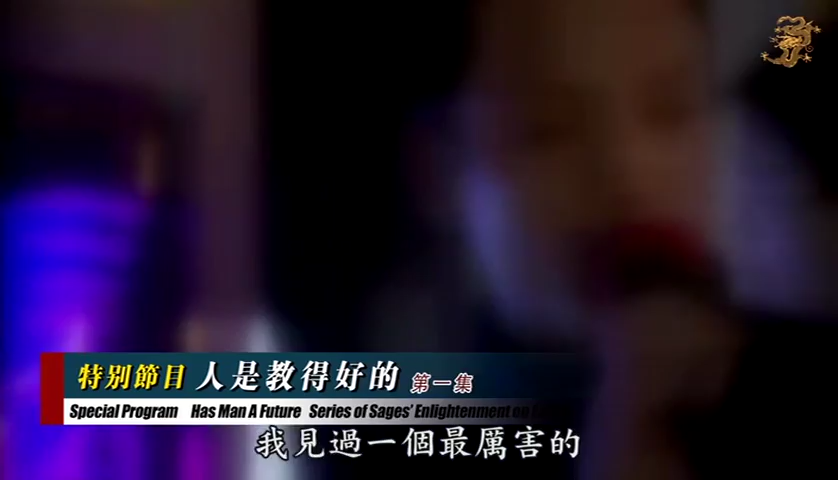 特別節目 人是教得好的 第一集
Special Program Has Man A Future Series of Sages' Enlightenment on
我見過一個最厲害的